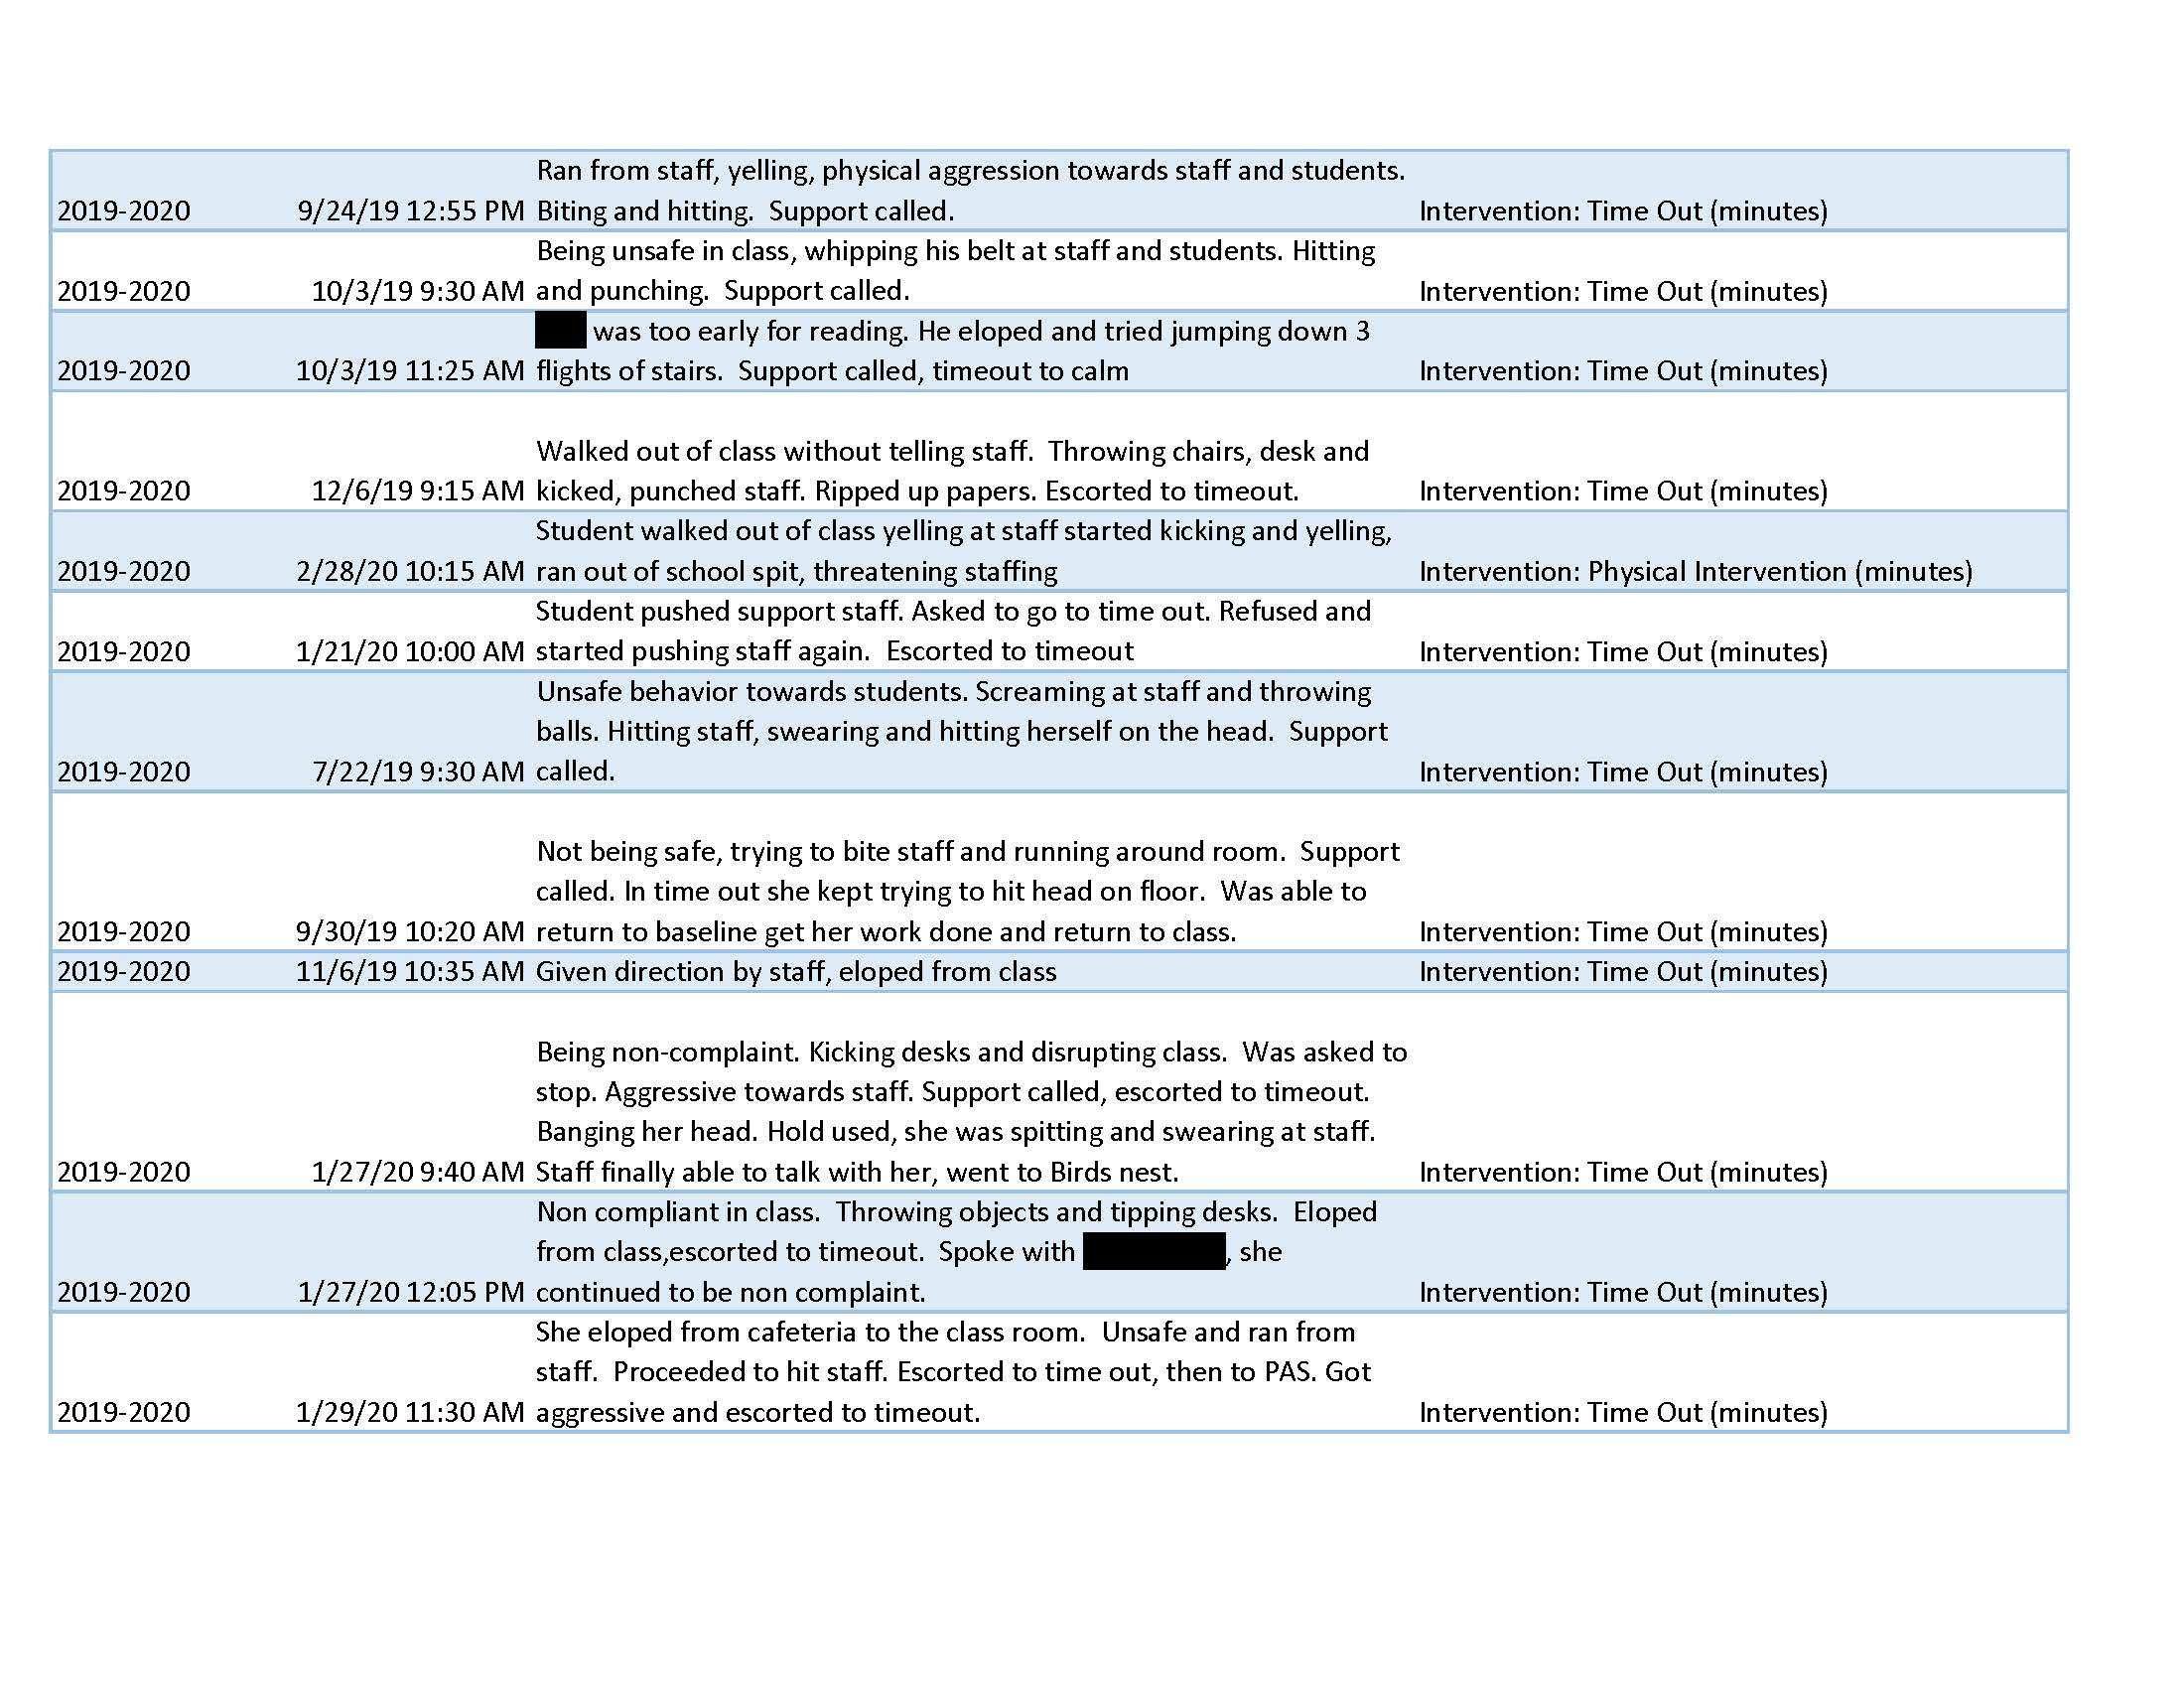 Ran from staff, yelling, physical aggression towards staff and students.
2019-2020 9/24/19 12:55 PM Biting and hitting.  Support called. Intervention: Time Out (minutes)
Being unsafe in class, whipping his belt at staff and students. Hitting
2019-2020 10/3/19 9:30 AM and punching.  Support called. Intervention: Time Out (minutes)
was too early for reading. He eloped and tried jumping down 3
2019-2020 10/3/19 11:25 AM flights of stairs.  Support called, timeout to calm Intervention: Time Out (minutes)
Walked out of class without telling staff.  Throwing chairs, desk and
2019-2020 12/6/19 9:15 AM kicked, punched staff. Ripped up papers. Escorted to timeout. Intervention: Time Out (minutes)
Student walked out of class yelling at staff started kicking and yelling,
2019-2020 2/28/20 10:15 AM ran out of school spit, threatening staffing Intervention: Physical Intervention (minutes)
Student pushed support staff. Asked to go to time out. Refused and
2019-2020 1/21/20 10:00 AM started pushing staff again.  Escorted to timeout Intervention: Time Out (minutes)
Unsafe behavior towards students. Screaming at staff and throwing
balls. Hitting staff, swearing and hitting herself on the head.  Support
2019-2020 7/22/19 9:30 AM called. Intervention: Time Out (minutes)
Not being safe, trying to bite staff and running around room.  Support
called. In time out she kept trying to hit head on floor.  Was able to
2019-2020 9/30/19 10:20 AM return to baseline get her work done and return to class. Intervention: Time Out (minutes)
2019-2020 11/6/19 10:35 AM Given direction by staff, eloped from class Intervention: Time Out (minutes)
Being non-complaint. Kicking desks and disrupting class.  Was asked to
stop. Aggressive towards staff. Support called, escorted to timeout.
Banging her head. Hold used, she was spitting and swearing at staff.
2019-2020 1/27/20 9:40 AM Staff finally able to talk with her, went to Birds nest. Intervention: Time Out (minutes)
Non compliant in class.  Throwing objects and tipping desks.  Eloped
from class,escorted to timeout.  Spoke with , she
2019-2020 1/27/20 12:05 PM continued to be non complaint. Intervention: Time Out (minutes)
She eloped from cafeteria to the class room.  Unsafe and ran from
staff.  Proceeded to hit staff. Escorted to time out, then to PAS. Got
2019-2020 1/29/20 11:30 AM aggressive and escorted to timeout. Intervention: Time Out (minutes)